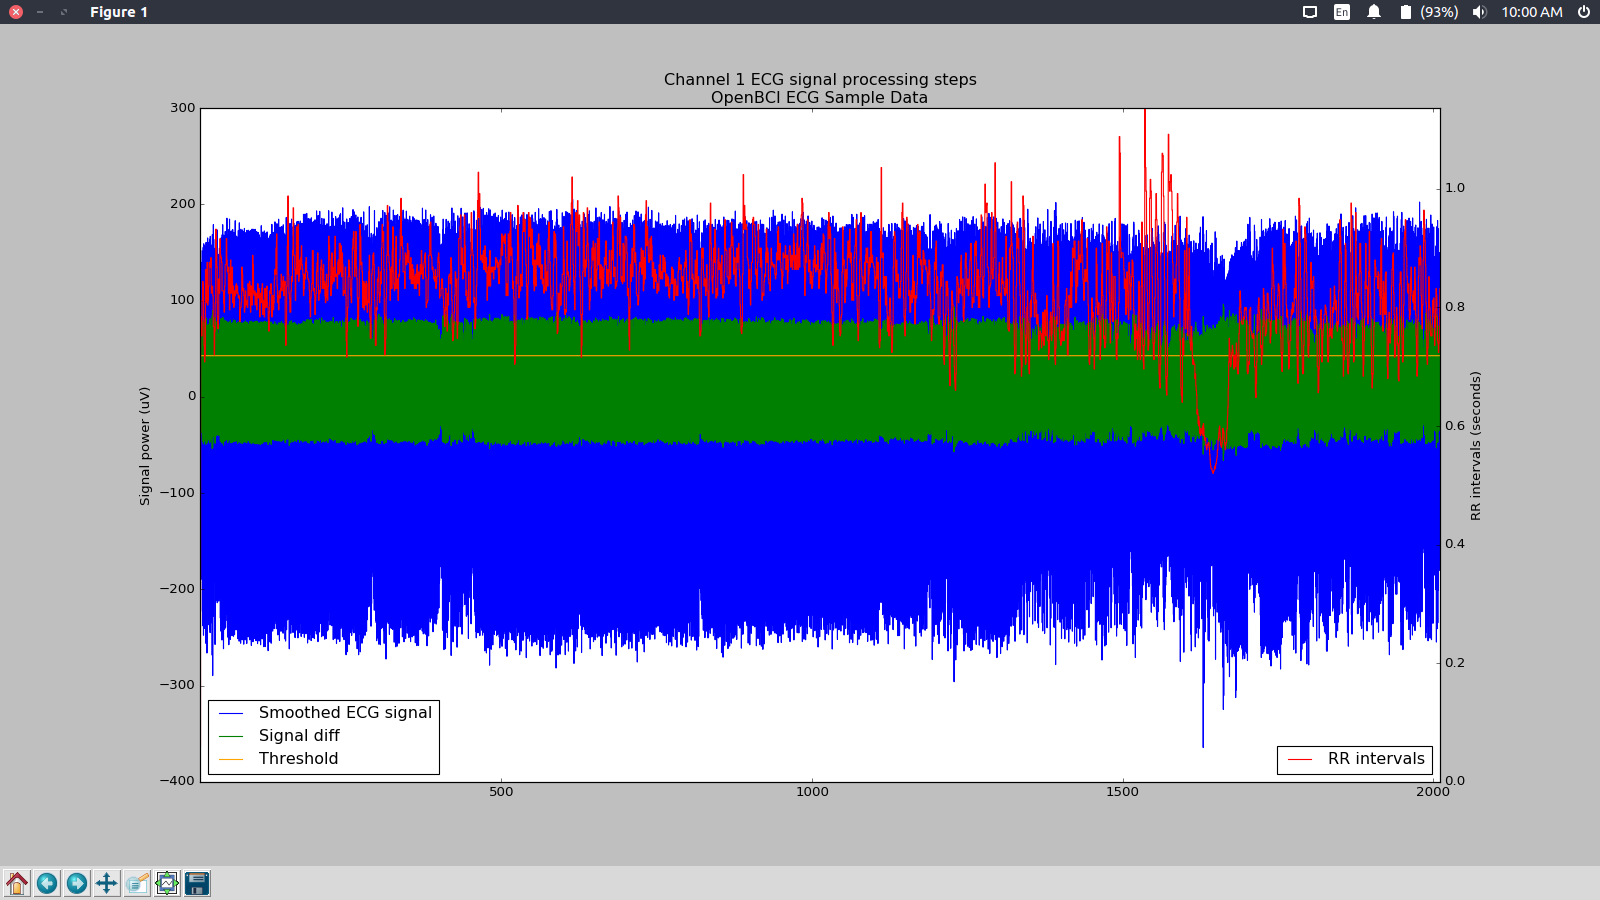 Figure 1
En
(93%)
10:00 AM
Channel 1 ECG signal processing steps
OpenBCI ECG Sample Data
300
200
100
0
−100
−200
−300
−400
Signal power (uV)
1.0
0.8
0.6
0.4
0.2
0.0
RR intervals (seconds)
500
1000
1500
2000
Smoothed ECG signal
Signal diff
Threshold
RR intervals